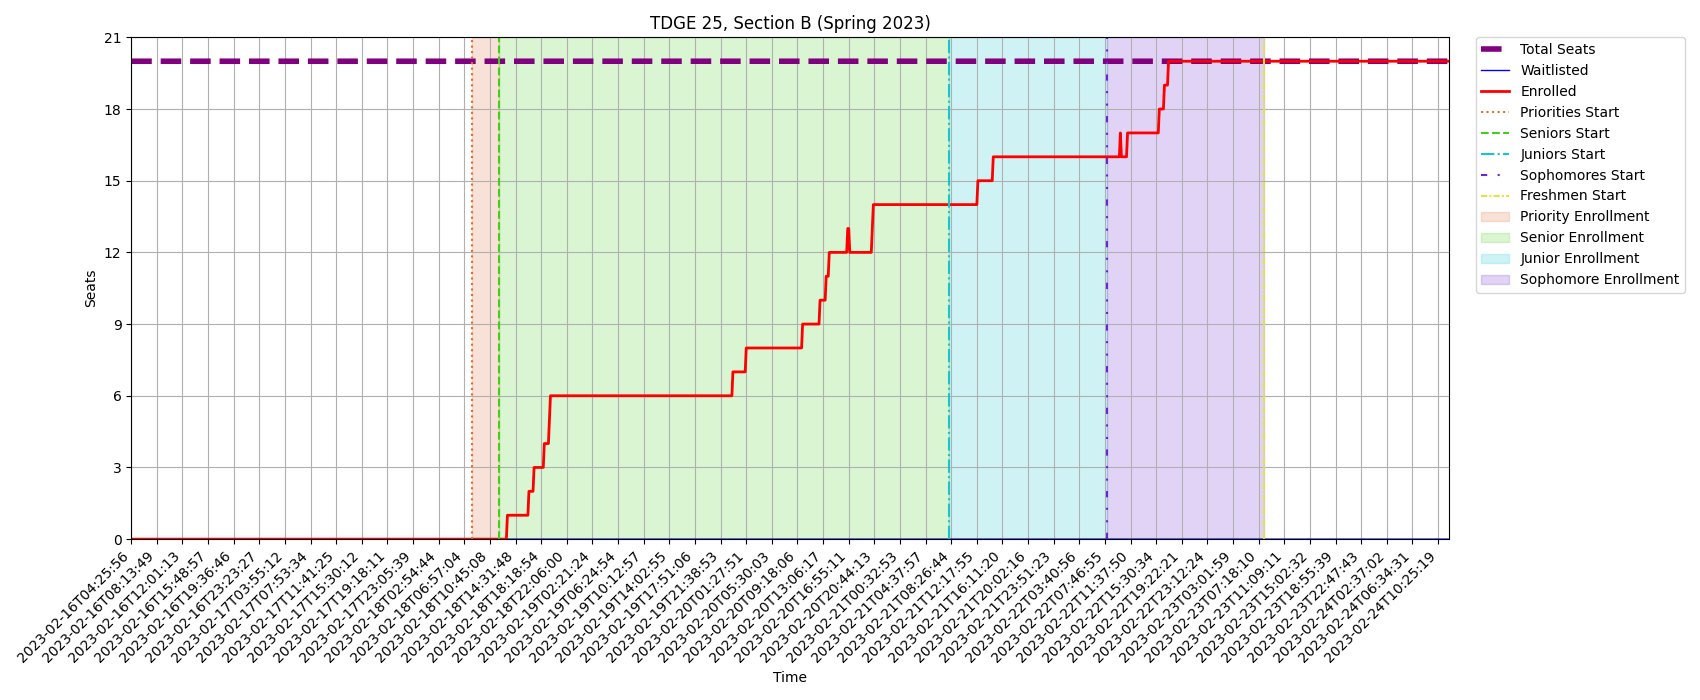 TDGE 25, Section B (Spring 2023)
21
18
15
12
9
6
3
0
Seats
2023-02-16T04:25:56
2023-02-16T08:13:49
2023-02-16T12:01:13
2023-02-16T15:48:57
2023-02-16T19:36:46
2023-02-16T23:23:27
2023-02-17T03:55:12
2023-02-17T07:53:34
2023-02-17T11:41:25
2023-02-17T15:30:12
2023-02-17T19:18:11
2023-02-17T23:05:39
2023-02-18T02:54:44
2023-02-18T06:57:04
2023-02-18T10:45:08
2023-02-18T14:31:48
2023-02-18T18:18:54
2023-02-18T22:06:00
2023-02-19T02:21:24
2023-02-19T06:24:54
2023-02-19T10:12:57
2023-02-19T14:02:55
2023-02-19T17:51:06
2023-02-19T21:38:53
2023-02-20T01:27:51
2023-02-20T05:30:03
2023-02-20T09:18:06
2023-02-20T13:06:17
2023-02-20T16:55:11
2023-02-20T20:44:13
2023-02-21T00:32:53
2023-02-21T04:37:57
2023-02-21T08:26:44
2023-02-21T12:17:55
2023-02-21T16:11:20
2023-02-21T20:02:16
2023-02-21T23:51:23
2023-02-22T03:40:56
2023-02-22T07:46:55
2023-02-22T11:37:50
2023-02-22T15:30:34
2023-02-22T19:22:21
2023-02-22T23:12:24
2023-02-23T03:01:59
2023-02-23T07:18:10
2023-02-23T11:09:11
2023-02-23T15:02:32
2023-02-23T18:55:39
2023-02-23T22:47:43
2023-02-24T02:37:02
2023-02-24T06:34:31
2023-02-24T10:25:19
Time
Total Seats
Waitlisted
Enrolled
Priorities Start
Seniors Start
Juniors Start
Sophomores Start
Freshmen Start
Priority Enrollment
Senior Enrollment
Junior Enrollment
Sophomore Enrollment